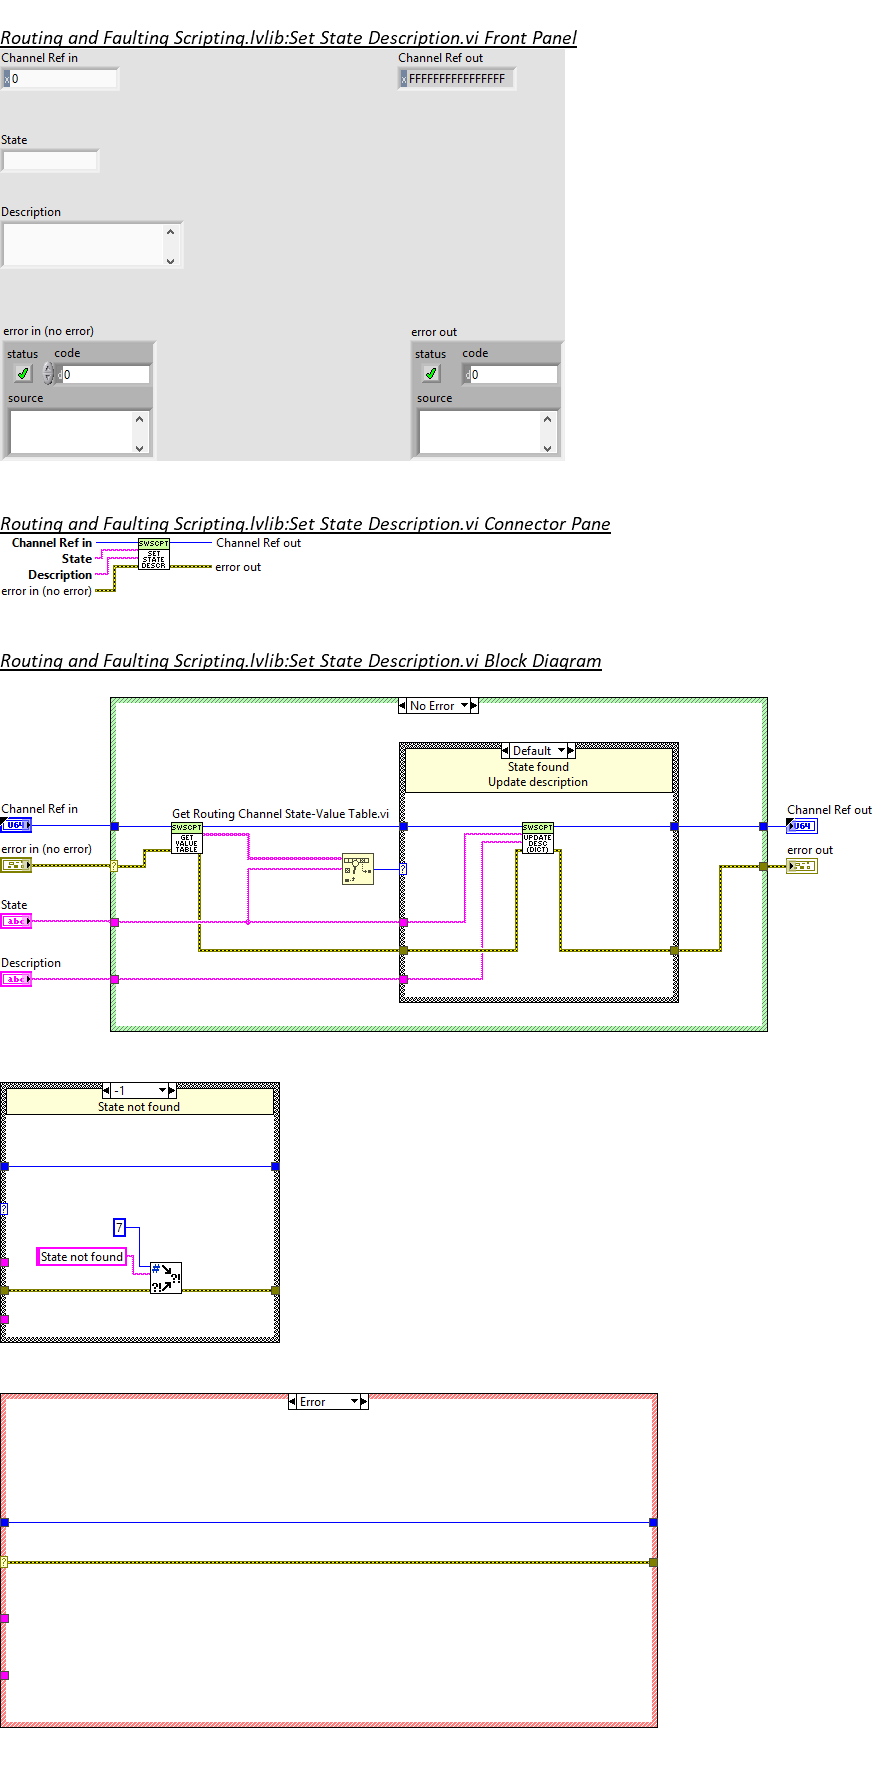 Routing and Faulting Scripting.lvlib:Set State Description.vi Front Panel
Channel Ref in
Channel Ref out
x 0
x FFFFFFFFFFFFFFFF
State
Description
error in (no error)
error out
status code
status code
d 0
d 0
source
source
Routing and Faulting Scripting.lvlib:Set State Description.vi Connector Pane
Channel Ref in
State
Description
error in (no error)
SWSCPT
SET
STATE
DESCR
Channel Ref out
error out
Routing and Faulting Scripting.lvlib:Set State Description.vi Block Diagram
No Error
Default
State found
Update description
Channel Ref in
U64
Get Routing Channel State-Value Table.vi
SWSCPT
GET
VALUE
TABLE
SWSCPT
UPDATE
DESC
(DICT)
Channel Ref out
U64
error in (no error)
?
?
error out
State
abc
Description
abc
-1
State not found
?
7
State not found
# ?!
?!
Error
?